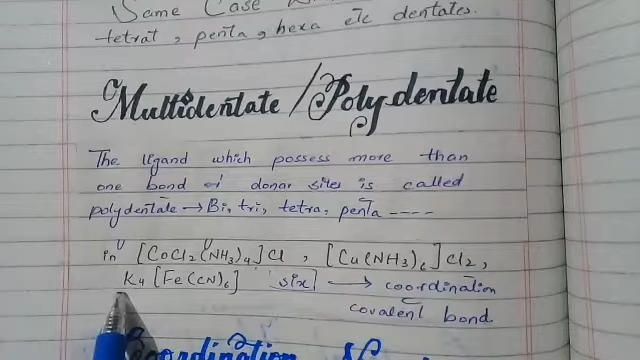 Same Case
tetrat, penta, hexa etc dentates.
Multidentate / Polydentate
The ligand which possess more than
one bond of donar sites is called
polydentate → Bi, tri, tetra, penta ----
in [CoCl2(NH3)4]Cl, [Cu(NH3)6]Cl2,
K4[Fe(CN)6] six → coordination
covalent bond
Coordination